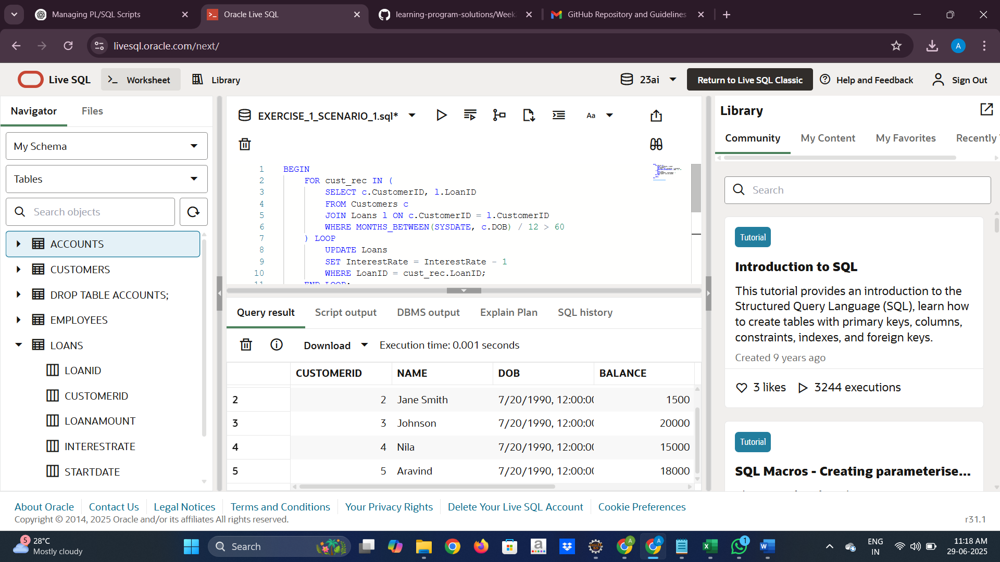 Managing PL/SQL Scripts
Oracle Live SQL
learning-program-solutions/Week
GitHub Repository and Guidelines
livesql.oracle.com/next/
A
Live SQL
Worksheet
Library
23ai
Return to Live SQL Classic
Help and Feedback
Sign Out
Navigator
Files
My Schema
Tables
Search objects
ACCOUNTS
CUSTOMERS
DROP TABLE ACCOUNTS;
EMPLOYEES
LOANS
LOANID
CUSTOMERID
LOANAMOUNT
INTERESTRATE
STARTDATE
EXERCISE_1_SCENARIO_1.sql*
Aa
1 BEGIN
2 FOR cust_rec IN (
3 SELECT c.CustomerID, l.LoanID
4 FROM Customers c
5 JOIN Loans l ON c.CustomerID = l.CustomerID
6 WHERE MONTHS_BETWEEN(SYSDATE, c.DOB) / 12 > 60
7 ) LOOP
8 UPDATE Loans
9 SET InterestRate = InterestRate - 1
10 WHERE LoanID = cust_rec.LoanID;
11 END LOOP;
Query result
Script output
DBMS output
Explain Plan
SQL history
Download
Execution time: 0.001 seconds
CUSTOMERID NAME DOB BALANCE
2 2 Jane Smith 7/20/1990, 12:00:00 1500
3 3 Johnson 7/20/1990, 12:00:00 20000
4 4 Nila 7/20/1990, 12:00:00 15000
5 5 Aravind 7/20/1990, 12:00:00 18000
Library
Community
My Content
My Favorites
Recently
Search
Tutorial
Introduction to SQL
This tutorial provides an introduction to the
Structured Query Language (SQL), learn how
to create tables with primary keys, columns,
constraints, indexes, and foreign keys.
Created 9 years ago
3 likes
3244 executions
Tutorial
SQL Macros - Creating parameterise...
About Oracle
Contact Us
Legal Notices
Terms and Conditions
Your Privacy Rights
Delete Your Live SQL Account
Cookie Preferences
Copyright © 2014, 2025 Oracle and/or its affiliates All rights reserved.
r31.1
5
28°C
Mostly cloudy
Search
1
ENG
IN
11:18 AM
29-06-2025